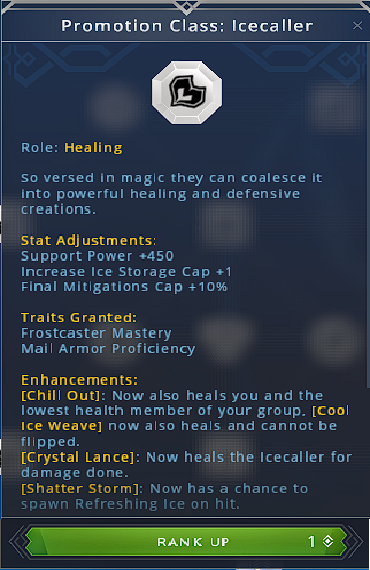 Promotion Class: Icecaller
Role: Healing
So versed in magic they can coalesce it
into powerful healing and defensive
creations.
Stat Adjustments:
Support Power +450
Increase Ice Storage Cap +1
Final Mitigations Cap +10%
Traits Granted:
Frostcaster Mastery
Mail Armor Proficiency
Enhancements:
[Chill Out]: Now also heals you and the
lowest health member of your group, [Cool
Ice Weave] now also heals and cannot be
flipped.
[Crystal Lance]: Now heals the Icecaller for
damage done.
[Shatter Storm]: Now has a chance to
spawn Refreshing Ice on hit.
RANK UP 1